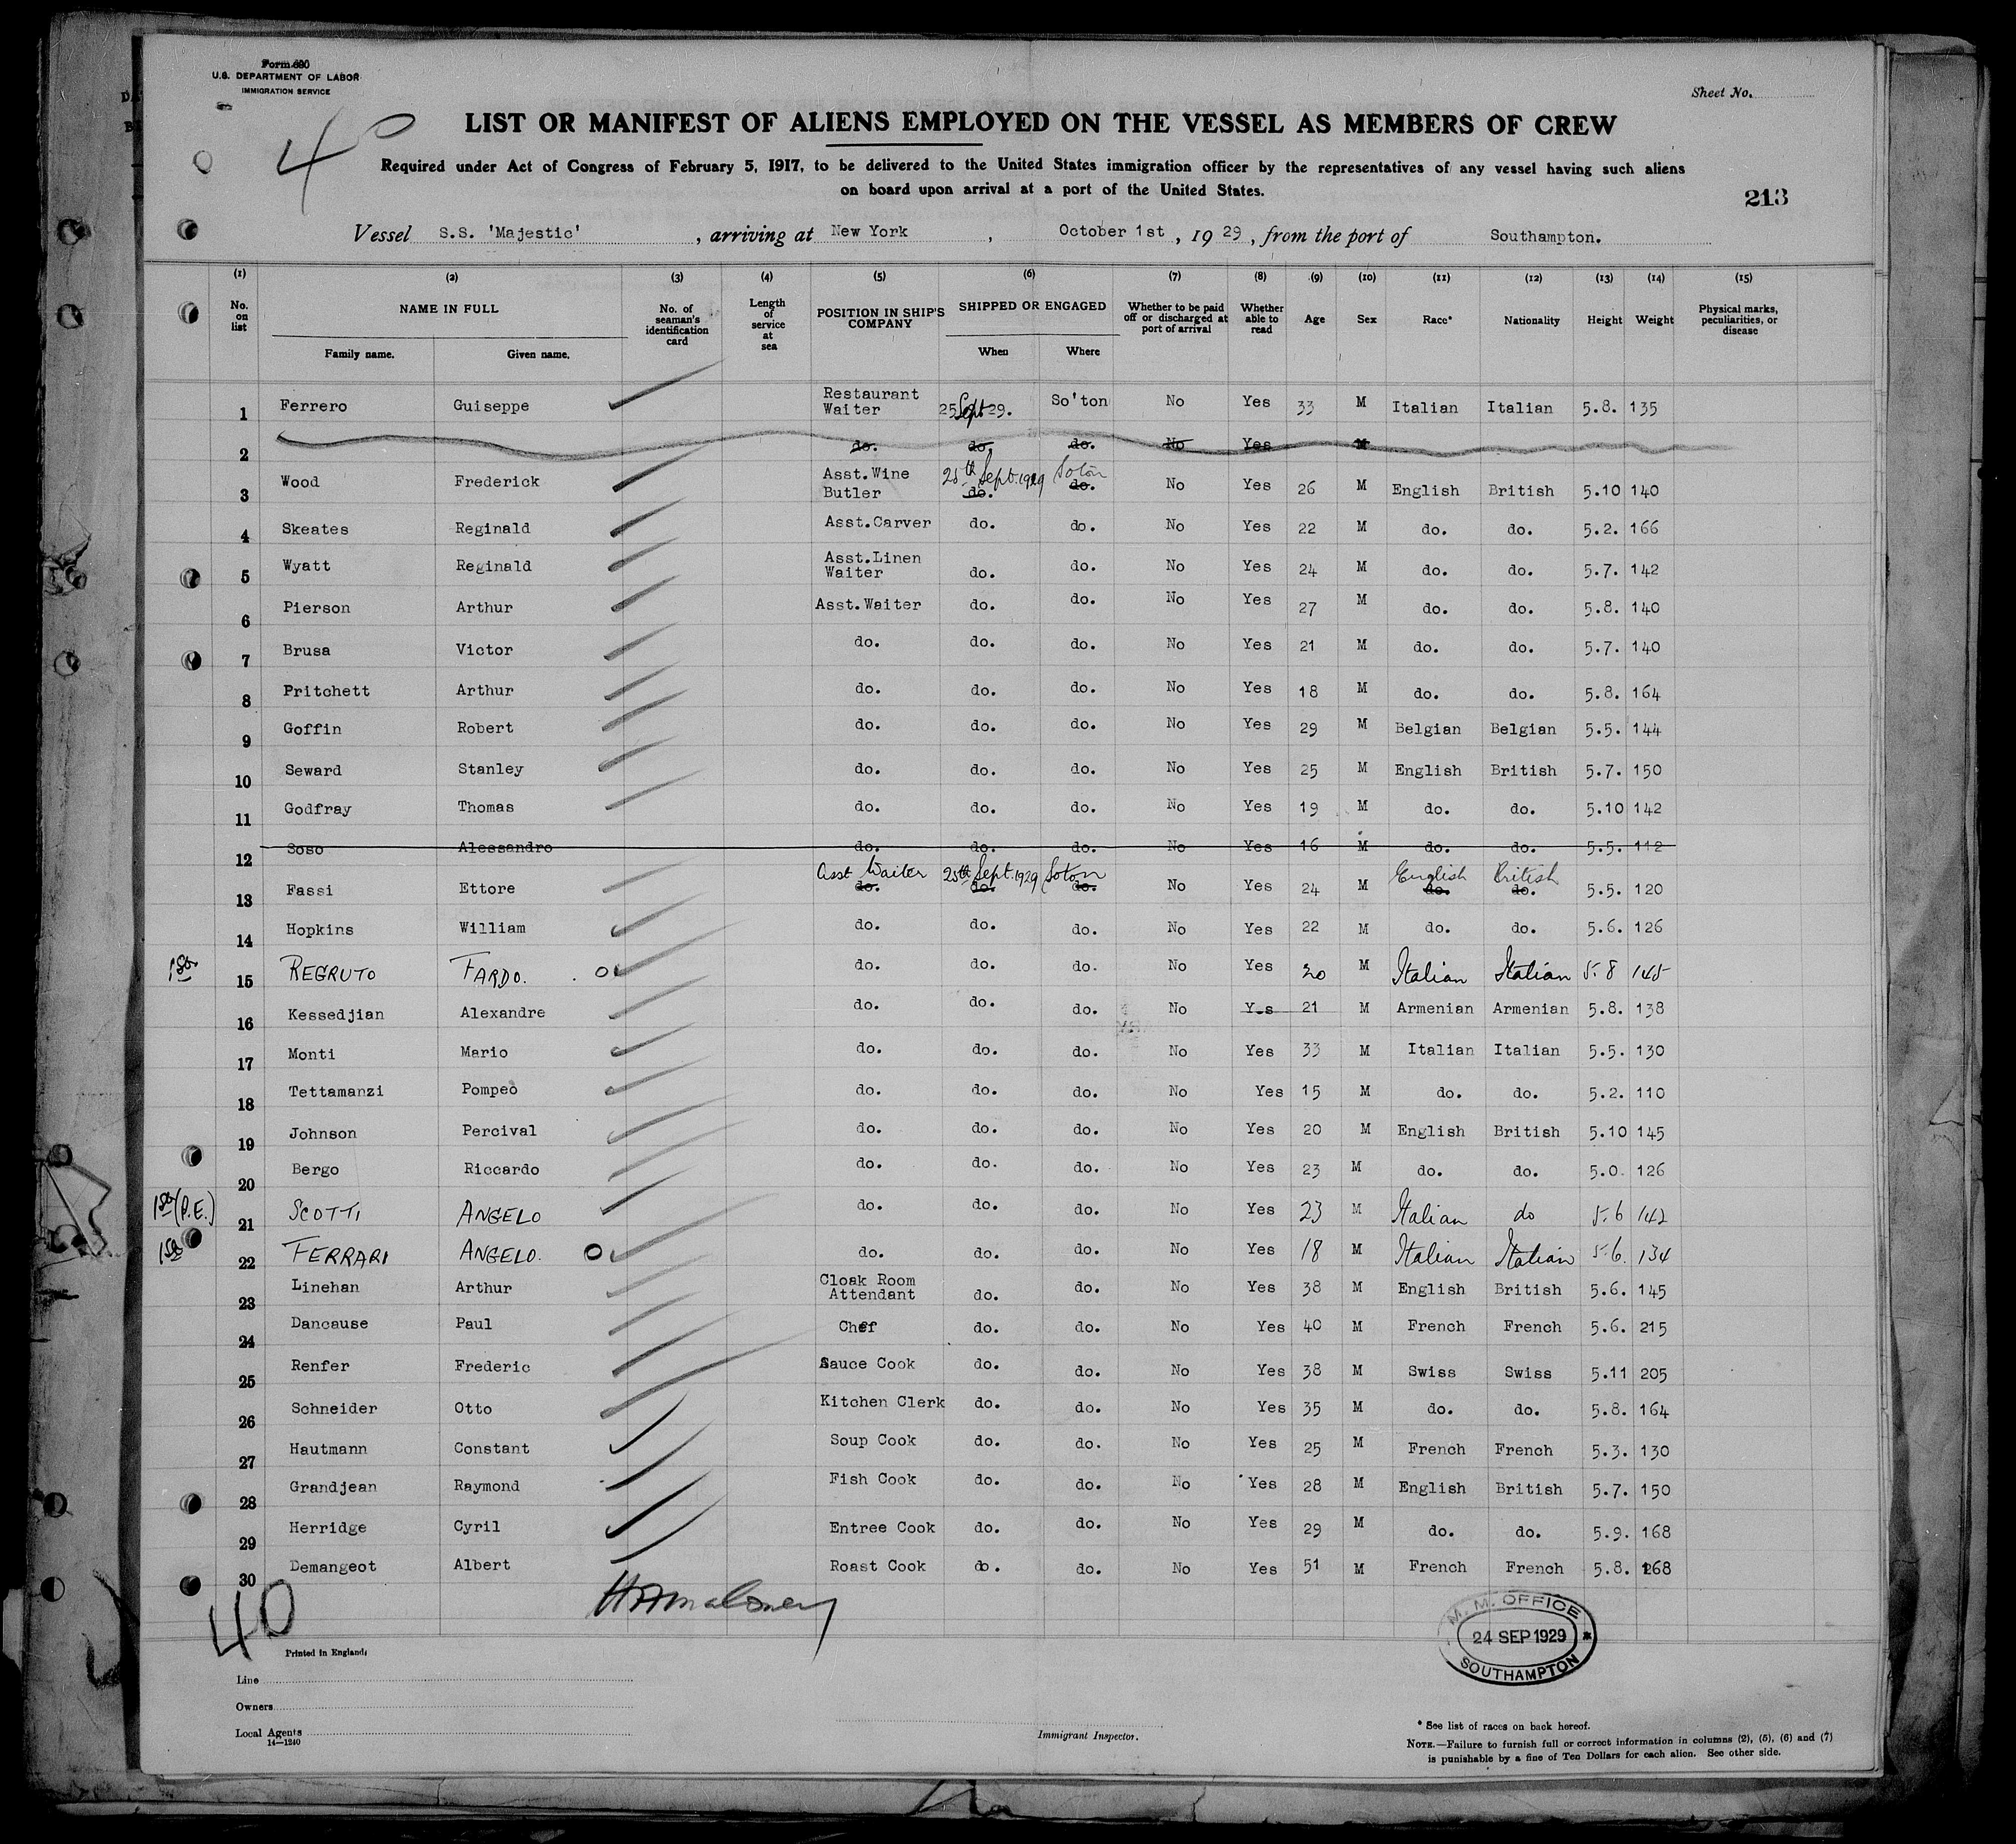 Form 680
U.S. DEPARTMENT OF LABOR
IMMIGRATION SERVICE
Sheet No.
40
LIST OR MANIFEST OF ALIENS EMPLOYED ON THE VESSEL AS MEMBERS OF CREW
Required under Act of Congress of February 5, 1917, to be delivered to the United States immigration officer by the representatives of any vessel having such aliens
on board upon arrival at a port of the United States.
213
Vessel S.S. 'Majestic' , arriving at New York , October 1st , 19 29 , from the port of Southampton.
(1) (2) (3) (4) (5) (6) (7) (8) (9) (10) (11) (12) (13) (14) (15)
No. on list NAME IN FULL Family name. Given name. No. of seaman's identification card Length of service at sea POSITION IN SHIP'S COMPANY SHIPPED OR ENGAGED When Where Whether to be paid off or discharged at port of arrival Whether able to read Age Sex Race* Nationality Height Weight Physical marks, peculiarities, or disease
1 Ferrero Guiseppe Restaurant Waiter 25 Sept 29. So'ton No Yes 33 M Italian Italian 5.8. 135
2 do. do. do. No Yes M
3 Wood Frederick Asst.Wine Butler 25th Sept. 1929 do. Soton do. No Yes 26 M English British 5.10 140
4 Skeates Reginald Asst.Carver do. do. No Yes 22 M do. do. 5.2. 166
5 Wyatt Reginald Asst.Linen Waiter do. do. No Yes 24 M do. do. 5.7. 142
6 Pierson Arthur Asst.Waiter do. do. No Yes 27 M do. do. 5.8. 140
7 Brusa Victor do. do. do. No Yes 21 M do. do. 5.7. 140
8 Pritchett Arthur do. do. do. No Yes 18 M do. do. 5.8. 164
9 Goffin Robert do. do. do. No Yes 29 M Belgian Belgian 5.5. 144
10 Seward Stanley do. do. do. No Yes 25 M English British 5.7. 150
11 Godfray Thomas do. do. do. No Yes 19 M do. do. 5.10 142
12 Soso Alessandro do. do. do. No Yes 16 M do. do. 5.5. 112
13 Fassi Ettore Asst Waiter do. 25th Sept. 1929 do. Soton do. No Yes 24 M English do. British do. 5.5. 120
14 Hopkins William do. do. do. No Yes 22 M do. do. 5.6. 126
15 REGRUTO FARDO. do. do. do. No Yes 20 M Italian Italian 5.8 145
16 Kessedjian Alexandre do. do. do. No Yes 21 M Armenian Armenian 5.8. 138
17 Monti Mario do. do. do. No Yes 33 M Italian Italian 5.5. 130
18 Tettamanzi Pompeo do. do. do. No Yes 15 M do. do. 5.2. 110
19 Johnson Percival do. do. do. No Yes 20 M English British 5.10 145
20 Bergo Riccardo do. do. do. No Yes 23 M do. do. 5.0. 126
(P.E.) 21 SCOTTI ANGELO do. do. do. No Yes 23 M Italian do 5.6 142
22 FERRARI ANGELO. do. do. do. No Yes 18 M Italian Italian 5.6. 134
23 Linehan Arthur Cloak Room Attendant do. do. No Yes 38 M English British 5.6. 145
24 Dancause Paul Chef do. do. No Yes 40 M French French 5.6. 215
25 Renfer Frederic Sauce Cook do. do. No Yes 38 M Swiss Swiss 5.11 205
26 Schneider Otto Kitchen Clerk do. do. No Yes 35 M do. do. 5.8. 164
27 Hautmann Constant Soup Cook do. do. No Yes 25 M French French 5.3. 130
28 Grandjean Raymond Fish Cook do. do. No Yes 28 M English British 5.7. 150
29 Herridge Cyril Entree Cook do. do. No Yes 29 M do. do. 5.9. 168
30 Demangeot Albert Roast Cook do. do. No Yes 51 M French French 5.8. 168
40
M. M. OFFICE
24 SEP 1929
SOUTHAMPTON
Printed in England
Line
Owners
Local Agents
14—1240
Immigrant Inspector.
* See list of races on back hereof.
NOTE.—Failure to furnish full or correct information in columns (2), (5), (6) and (7)
is punishable by a fine of Ten Dollars for each alien. See other side.